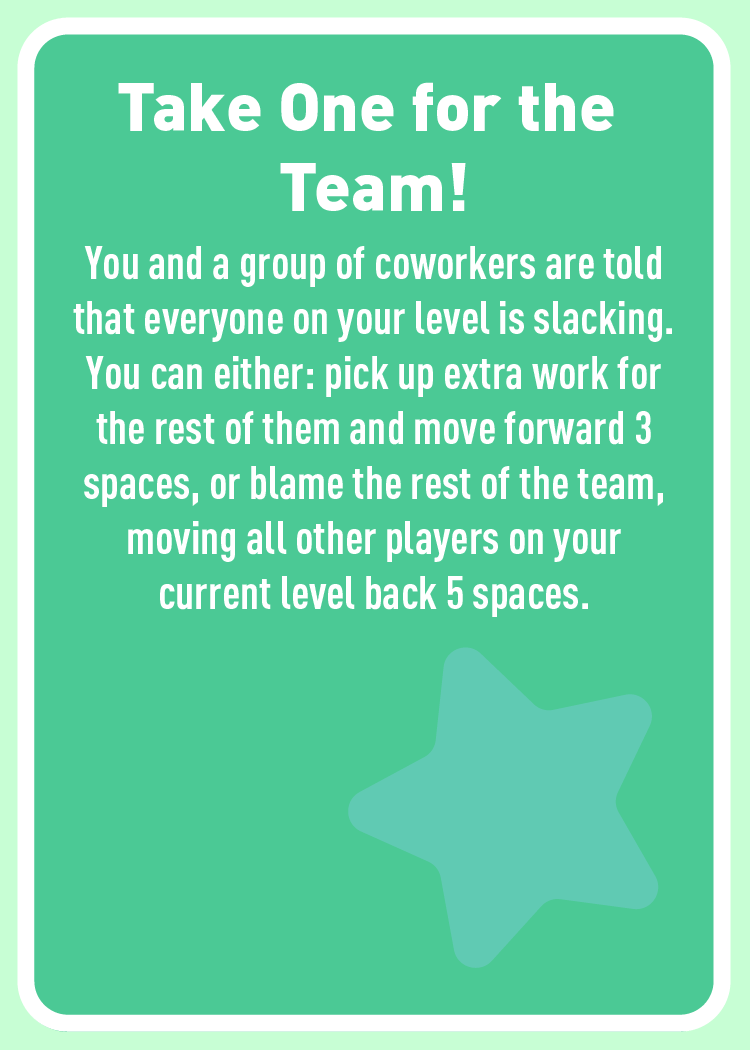 Take One for the
Team!
You and a group of coworkers are told
that everyone on your level is slacking.
You can either: pick up extra work for
the rest of them and move forward 3
spaces, or blame the rest of the team,
moving all other players on your
current level back 5 spaces.